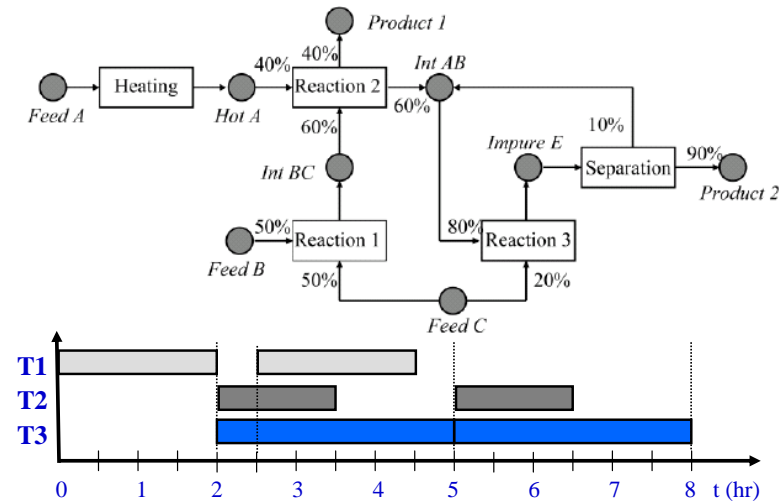 Product 1
40%
Int AB
40%
Heating
Reaction 2
Feed A
Hot A
60%
60%
10%
Impure E
90%
Int BC
Separation
Product 2
50%
Reaction 1
80%
Reaction 3
Feed B
50%
20%
Feed C
T1
T2
T3
0 1 2 3 4 5 6 7 8 t (hr)